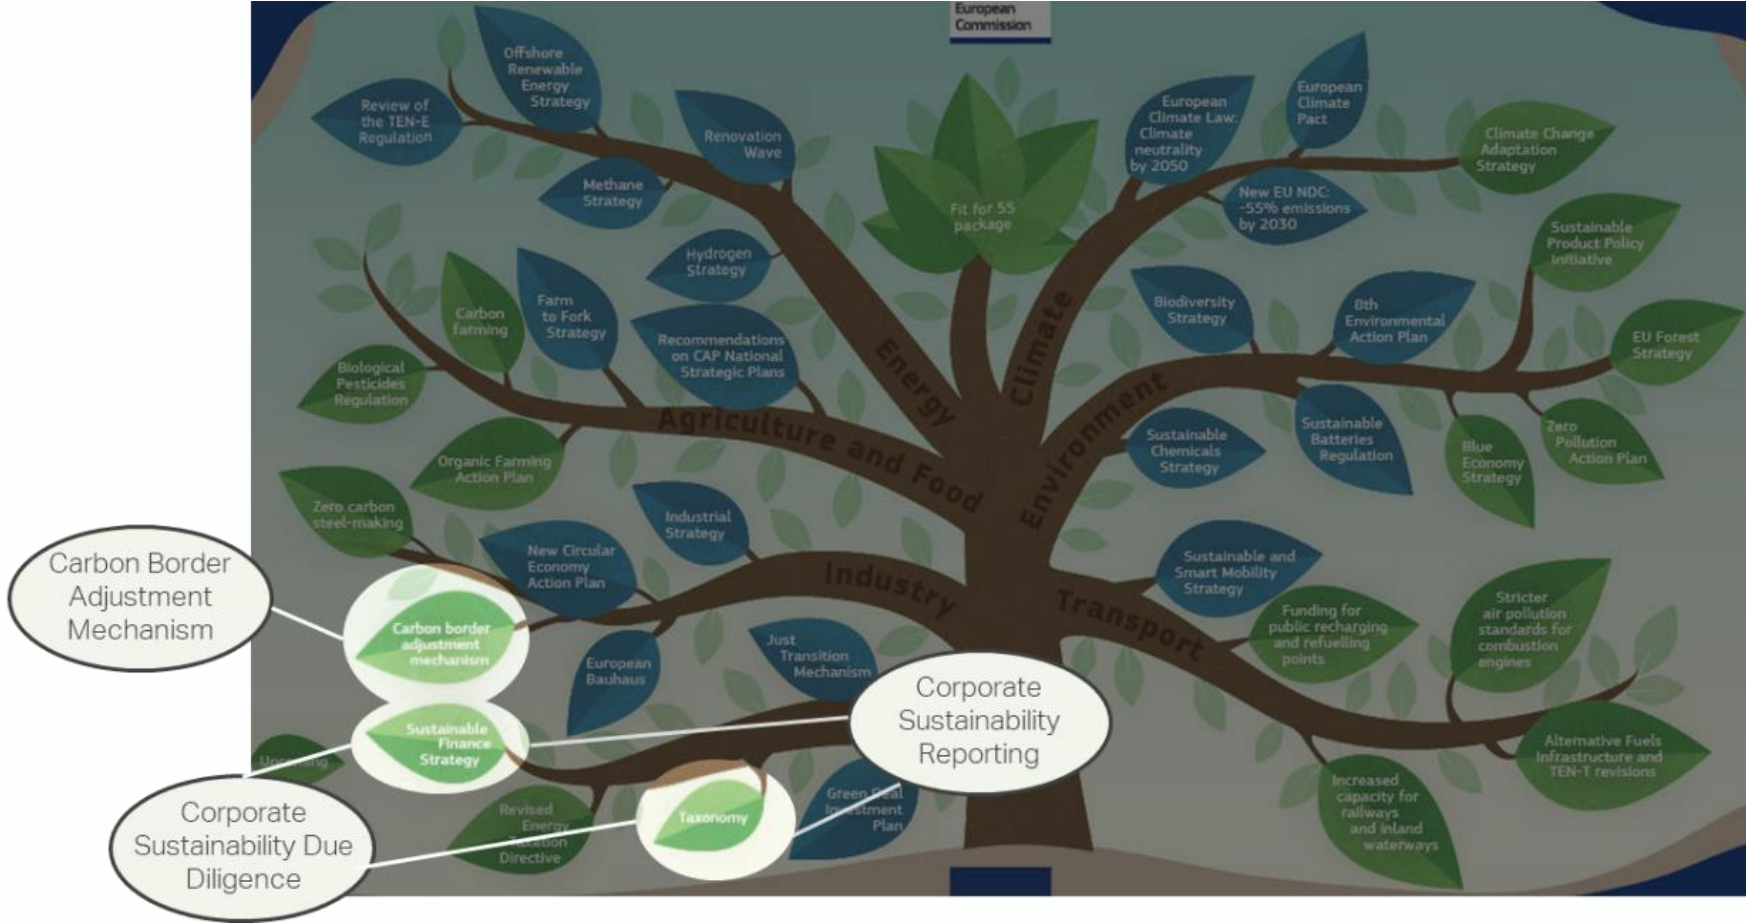 European
Commission
Offshore
Renewable
Energy
Strategy
Review of
the TEN-E
Regulation
Renovation
Wave
Methane
Strategy
Hydrogen
Strategy
Fit for 55
package
European
Climate Law:
Climate
neutrality
by 2050
European
Climate
Pact
Climate Change
Adaptation
Strategy
New EU NDC:
-55% emissions
by 2030
Sustainable
Product Policy
Initiative
Carbon
farming
Farm
to Fork
Strategy
Recommendations
on CAP National
Strategic Plans
Biological
Pesticides
Regulation
Organic Farming
Action Plan
Energy
Climate
Agriculture and Food
Environment
Biodiversity
Strategy
8th
Environmental
Action Plan
EU Forest
Strategy
Sustainable
Chemicals
Strategy
Sustainable
Batteries
Regulation
Blue
Economy
Strategy
Zero
Pollution
Action Plan
Zero carbon
steel-making
New Circular
Economy
Action Plan
Industrial
Strategy
Industry
Transport
Carbon Border
Adjustment
Mechanism
Carbon border
adjustment
mechanism
European
Bauhaus
Just
Transition
Mechanism
Sustainable and
Smart Mobility
Strategy
Funding for
public recharging
and refuelling
points
Stricter
air pollution
standards for
combustion
engines
Corporate
Sustainability
Reporting
Sustainable
Finance
Strategy
Upcoming
Corporate
Sustainability Due
Diligence
Revised
Energy
Taxation
Directive
Taxonomy
Green Deal
Investment
Plan
Increased
capacity for
railways
and inland
waterways
Alternative Fuels
Infrastructure and
TEN-T revisions